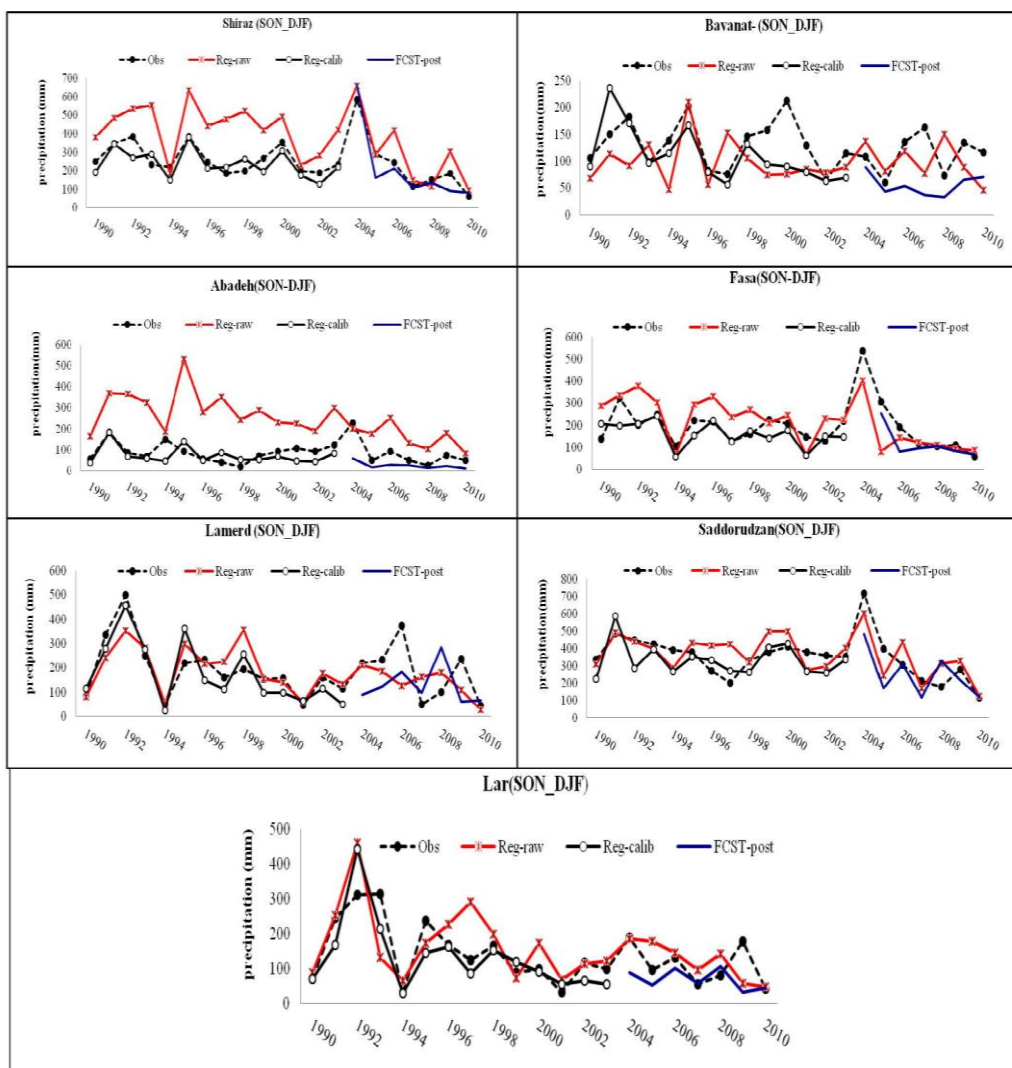 Shiraz (SON_DJF)
Obs Reg-raw Reg-calib FCST-post
precipitation (mm)
700
600
500
400
300
200
100
0
1990 1992 1994 1996 1998 2000 2002 2004 2006 2008 2010
Bavanat- (SON_DJF)
Obs Reg-raw Reg-calib FCST-post
precipitation (mm)
250
200
150
100
50
0
1990 1992 1994 1996 1998 2000 2002 2004 2006 2008 2010
Abadeh(SON-DJF)
Obs Reg-raw Reg-calib FCST-post
precipitation(mm)
600
500
400
300
200
100
0
1990 1992 1994 1996 1998 2000 2002 2004 2006 2008 2010
Fasa(SON-DJF)
Obs Reg-raw Reg-calib FCST-post
precipitation(mm)
600
500
400
300
200
100
0
1990 1992 1994 1996 1998 2000 2002 2004 2006 2008 2010
Lamerd (SON_DJF)
Obs Reg-raw Reg-calib FCST-post
precipitation (mm)
600
500
400
300
200
100
0
1990 1992 1994 1996 1998 2000 2002 2004 2006 2008 2010
Saddorudzan(SON_DJF)
Obs Reg-raw Reg-calib FCST-post
precipitation(mm)
800
700
600
500
400
300
200
100
0
1990 1992 1994 1996 1998 2000 2002 2004 2006 2008 2010
Lar(SON_DJF)
Obs Reg-raw Reg-calib FCST-post
precipitation (mm)
500
400
300
200
100
0
1990 1992 1994 1996 1998 2000 2002 2004 2006 2008 2010